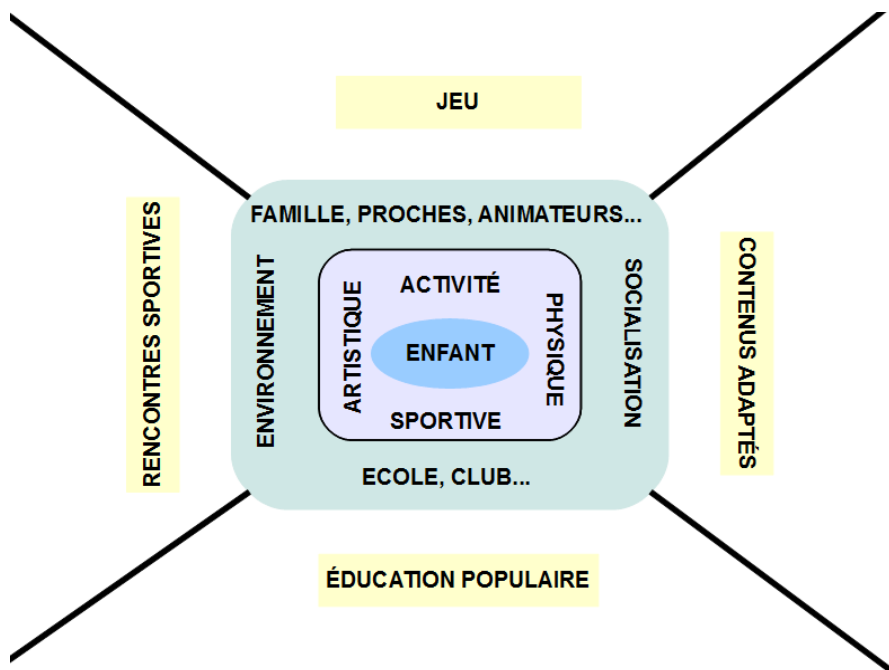 JEU
FAMILLE, PROCHES, ANIMATEURS...
RENCONTRES SPORTIVES
ENVIRONNEMENT
ARTISTIQUE
ACTIVITÉ
ENFANT
SPORTIVE
PHYSIQUE
SOCIALISATION
CONTENUS ADAPTÉS
ECOLE, CLUB...
ÉDUCATION POPULAIRE